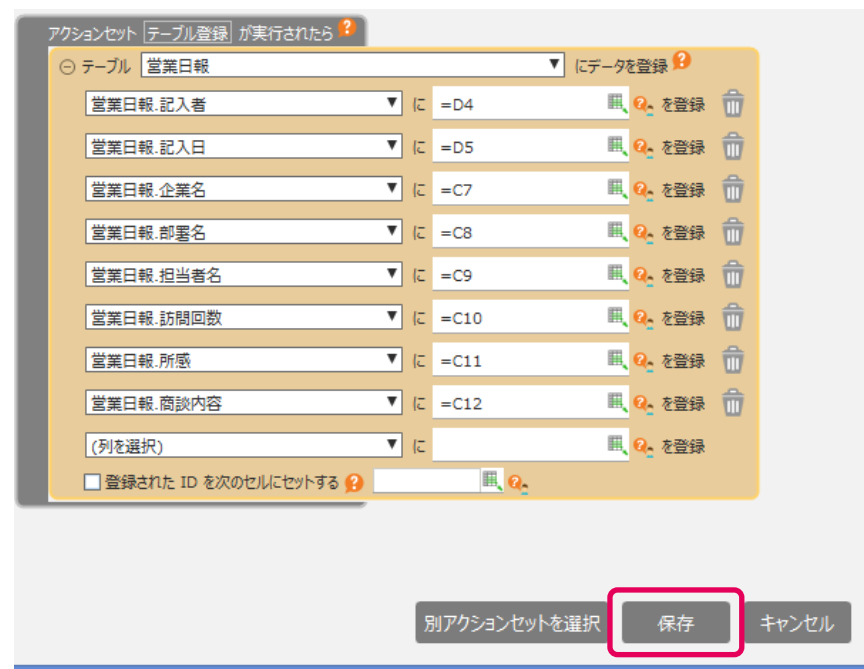 アクションセット テーブル登録 が実行されたら ?
テーブル 営業日報 ▼ にデータを登録 ?
営業日報.記入者 ▼ に =D4 ? を登録
営業日報.記入日 ▼ に =D5 ? を登録
営業日報.企業名 ▼ に =C7 ? を登録
営業日報.部署名 ▼ に =C8 ? を登録
営業日報.担当者名 ▼ に =C9 ? を登録
営業日報.訪問回数 ▼ に =C10 ? を登録
営業日報.所感 ▼ に =C11 ? を登録
営業日報.商談内容 ▼ に =C12 ? を登録
(列を選択) ▼ に ? を登録
登録された ID を次のセルにセットする ? ?
別アクションセットを選択 保存 キャンセル